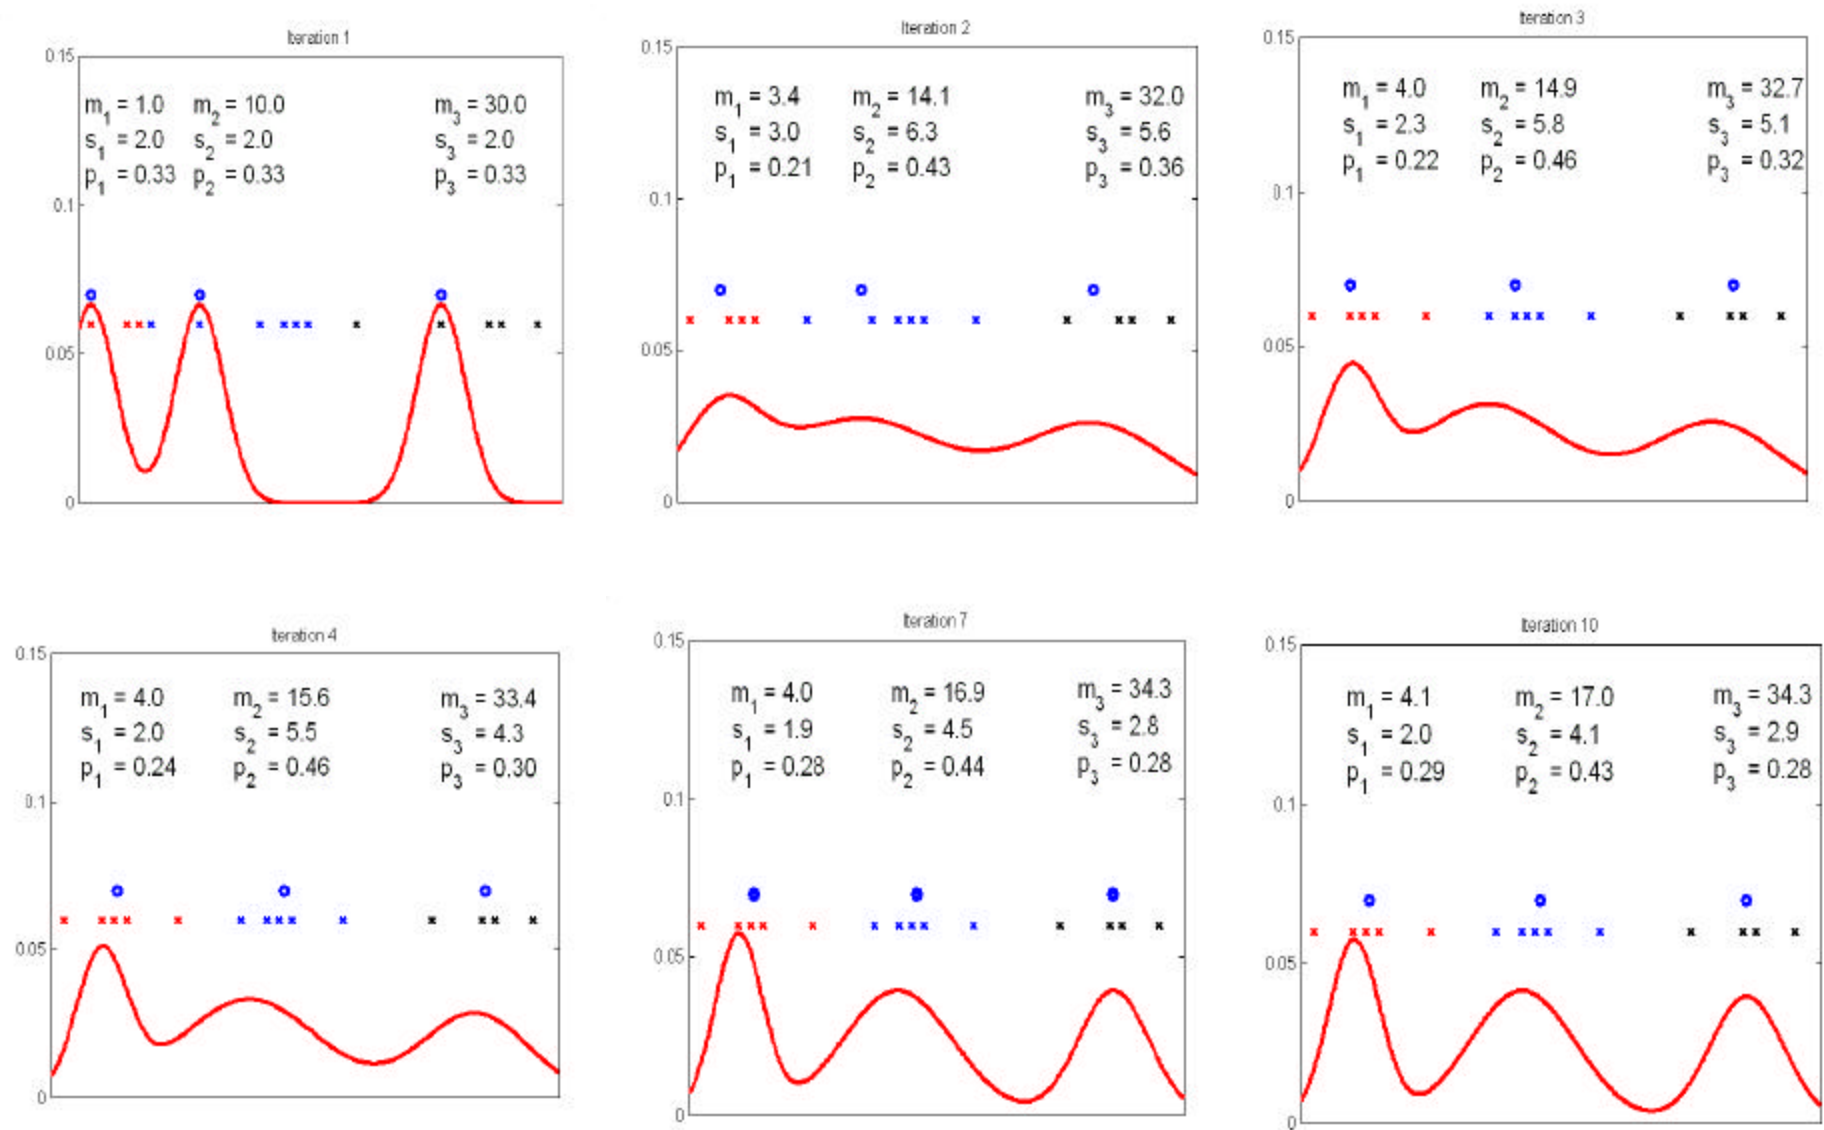 Iteration 1
0.15
m1 = 1.0 m2 = 10.0 m3 = 30.0
s1 = 2.0 s2 = 2.0 s3 = 2.0
p1 = 0.33 p2 = 0.33 p3 = 0.33
0.1
0.05
0
Iteration 2
0.15
m1 = 3.4 m2 = 14.1 m3 = 32.0
s1 = 3.0 s2 = 6.3 s3 = 5.6
p1 = 0.21 p2 = 0.43 p3 = 0.36
0.1
0.05
0
Iteration 3
0.15
m1 = 4.0 m2 = 14.9 m3 = 32.7
s1 = 2.3 s2 = 5.8 s3 = 5.1
p1 = 0.22 p2 = 0.46 p3 = 0.32
0.1
0.05
0
Iteration 4
0.15
m1 = 4.0 m2 = 15.6 m3 = 33.4
s1 = 2.0 s2 = 5.5 s3 = 4.3
p1 = 0.24 p2 = 0.46 p3 = 0.30
0.1
0.05
0
Iteration 7
0.15
m1 = 4.0 m2 = 16.9 m3 = 34.3
s1 = 1.9 s2 = 4.5 s3 = 2.8
p1 = 0.28 p2 = 0.44 p3 = 0.28
0.1
0.05
0
Iteration 10
0.15
m1 = 4.1 m2 = 17.0 m3 = 34.3
s1 = 2.0 s2 = 4.1 s3 = 2.9
p1 = 0.29 p2 = 0.43 p3 = 0.28
0.1
0.05
0